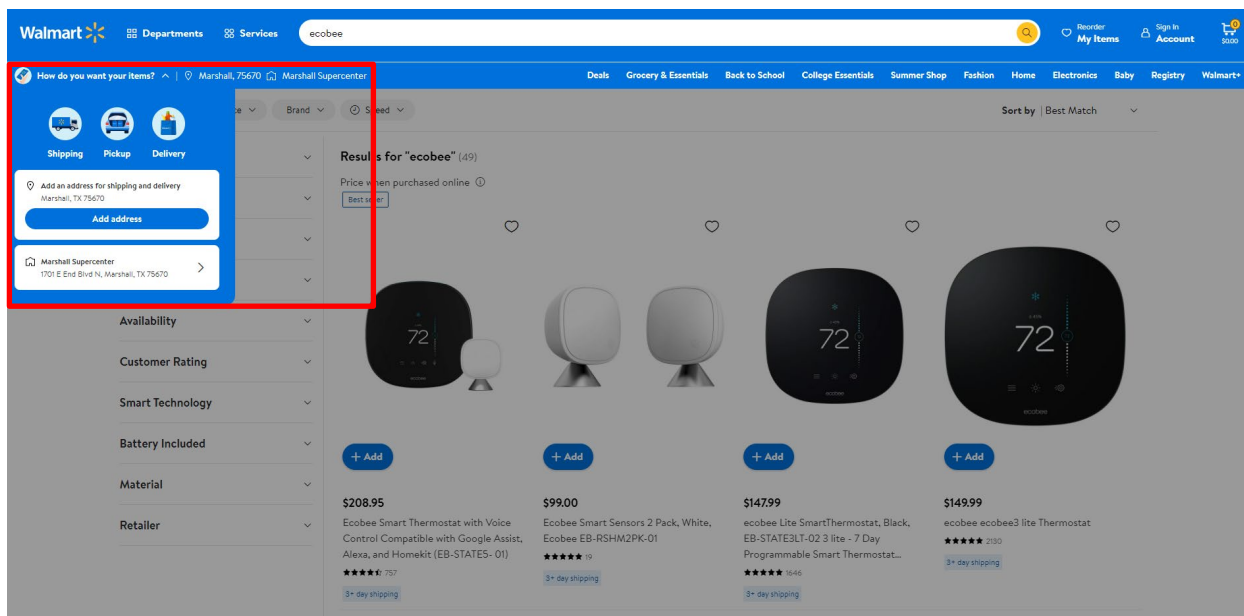 Walmart
Departments
Services
ecobee
Reorder
My Items
Sign In
Account
0
$0.00
How do you want your items?
Marshall, 75670
Marshall Supercenter
Deals
Grocery & Essentials
Back to School
College Essentials
Summer Shop
Fashion
Home
Electronics
Baby
Registry
Walmart+
Brand
Speed
Sort by | Best Match
Shipping
Pickup
Delivery
Add an address for shipping and delivery
Marshall, TX 75670
Add address
Marshall Supercenter
1701 E End Blvd N, Marshall, TX 75670
Availability
Customer Rating
Smart Technology
Battery Included
Material
Retailer
Results for "ecobee" (49)
Price when purchased online
Best seller
72
ecobee
72
ecobee
72
ecobee
+ Add
$208.95
Ecobee Smart Thermostat with Voice
Control Compatible with Google Assist,
Alexa, and Homekit (EB-STATE5- 01)
757
3+ day shipping
+ Add
$99.00
Ecobee Smart Sensors 2 Pack, White,
Ecobee EB-RSHM2PK-01
19
3+ day shipping
+ Add
$147.99
ecobee Lite SmartThermostat, Black,
EB-STATE3LT-02 3 lite - 7 Day
Programmable Smart Thermostat...
1646
3+ day shipping
+ Add
$149.99
ecobee ecobee3 lite Thermostat
2130
3+ day shipping